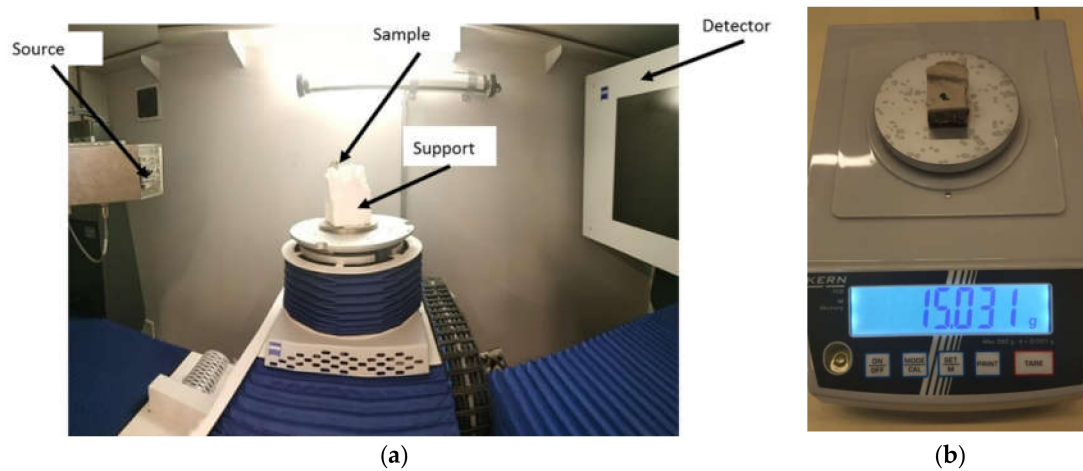 Source
Sample
Detector
Support
KERN
15.031 g
ON
OFF
MODE
CAL
SET
M
PRINT
TARE
(a)
(b)